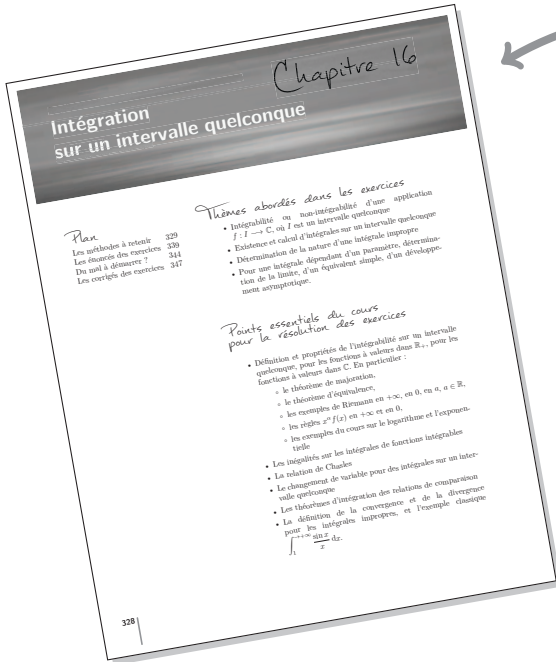 Chapitre 16
Intégration
sur un intervalle quelconque
Plan
Les méthodes à retenir 329
Les énoncés des exercices 339
Du mal à démarrer ? 344
Les corrigés des exercices 347
Thèmes abordés dans les exercices
• Intégrabilité ou non-intégrabilité d'une application
f : I ⟶ ℂ, où I est un intervalle quelconque
• Existence et calcul d'intégrales sur un intervalle quelconque
• Détermination de la nature d'une intégrale impropre
• Pour une intégrale dépendant d'un paramètre, détermina-
tion de la limite, d'un équivalent simple, d'un développe-
ment asymptotique.
Points essentiels du cours
pour la résolution des exercices
• Définition et propriétés de l'intégrabilité sur un intervalle
quelconque, pour les fonctions à valeurs dans ℝ₊, pour les
fonctions à valeurs dans ℂ. En particulier :
∘ le théorème de majoration,
∘ le théorème d'équivalence,
∘ les exemples de Riemann en +∞, en 0, en a, a ∈ ℝ,
∘ les règles xᵅ f(x) en +∞ et en 0,
∘ les exemples du cours sur le logarithme et l'exponen-
tielle
• Les inégalités sur les intégrales de fonctions intégrables
• La relation de Chasles
• Le changement de variable pour des intégrales sur un inter-
valle quelconque
• Les théorèmes d'intégration des relations de comparaison
• La définition de la convergence et de la divergence
pour les intégrales impropres, et l'exemple classique
∫₁^{→+∞} sin x / x dx.
328